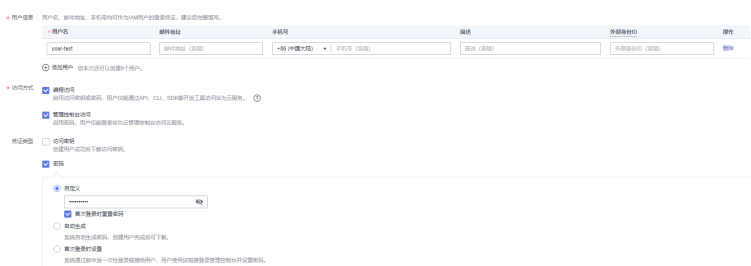 * 用户信息 用户名、邮件地址、手机号均可作为IAM用户的登录凭证，建议您完整填写。
* 用户名 邮件地址 手机号 描述 外部身份ID 操作
user-test 邮件地址（选填） +86 (中国大陆) 手机号（选填） 描述（选填） 外部身份ID（选填） 删除
添加用户 您本次还可以创建9个用户。
* 访问方式 编程访问
启用访问密钥或密码，用户仅能通过API、CLI、SDK等开发工具访问华为云服务。
管理控制台访问
启用密码，用户仅能登录华为云管理控制台访问云服务。
凭证类型 访问密钥
创建用户成功后下载访问密钥。
密码
自定义
••••••••••
首次登录时重置密码
自动生成
系统自动生成密码，创建用户完成后可下载。
首次登录时设置
系统通过邮件发一次性登录链接给用户，用户使用该链接登录管理控制台并设置密码。